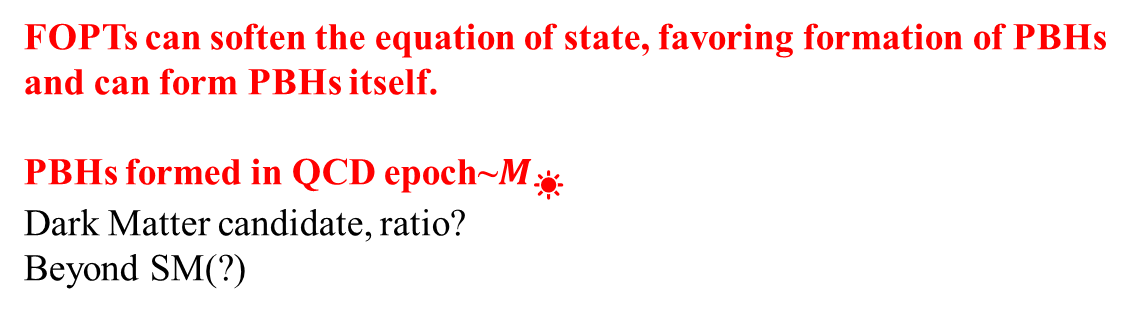 FOPTs can soften the equation of state, favoring formation of PBHs
and can form PBHs itself.
PBHs formed in QCD epoch~M☀
Dark Matter candidate, ratio?
Beyond SM(?)